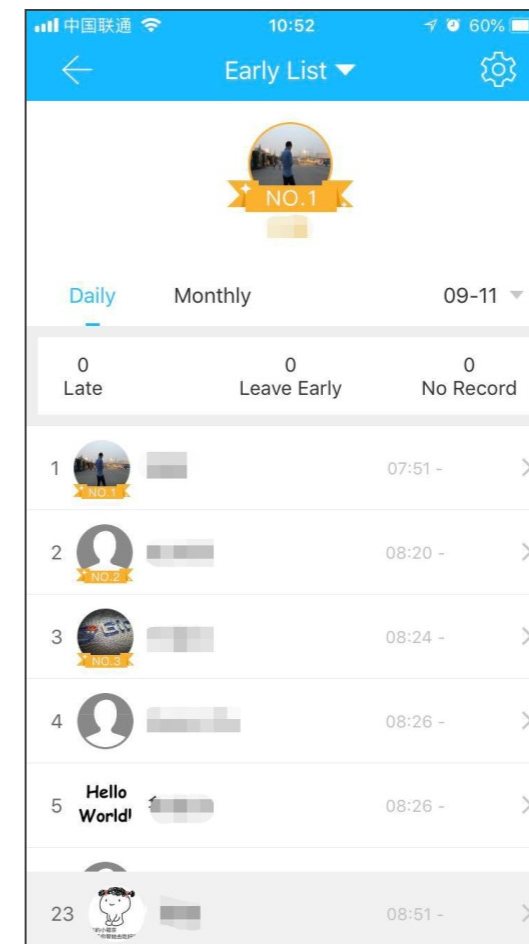 中国联通 10:52 60%
Early List
NO.1
Daily Monthly 09-11
0 0 0
Late Leave Early No Record
1 NO.1 07:51 -
2 NO.2 08:20 -
3 NO.3 08:24 -
4 08:26 -
Hello
5 World! 08:26 -
23 08:51 -